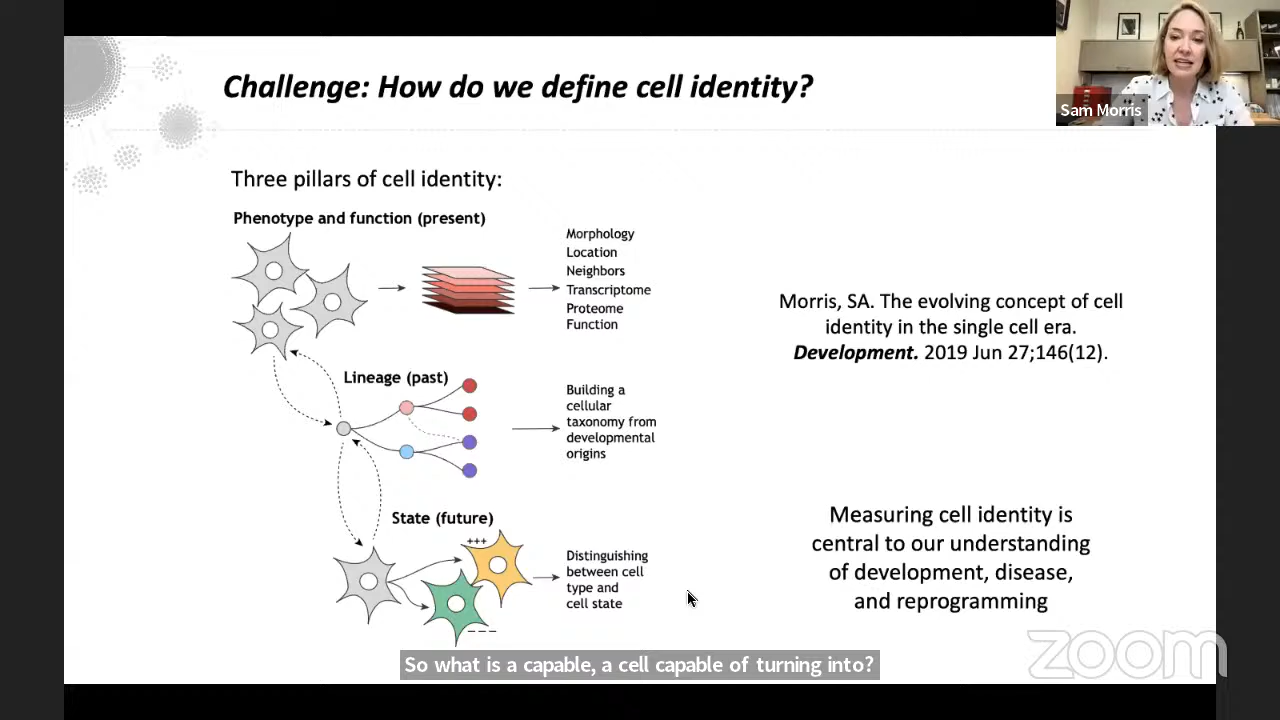 Challenge: How do we define cell identity?
Sam Morris
Three pillars of cell identity:
Phenotype and function (present)
Morphology
Location
Neighbors
Transcriptome
Proteome
Function
Morris, SA. The evolving concept of cell
identity in the single cell era.
Development. 2019 Jun 27;146(12).
Lineage (past)
Building a
cellular
taxonomy from
developmental
origins
State (future)
+++
– – –
Distinguishing
between cell
type and
cell state
Measuring cell identity is
central to our understanding
of development, disease,
and reprogramming
zoom
So what is a capable, a cell capable of turning into?